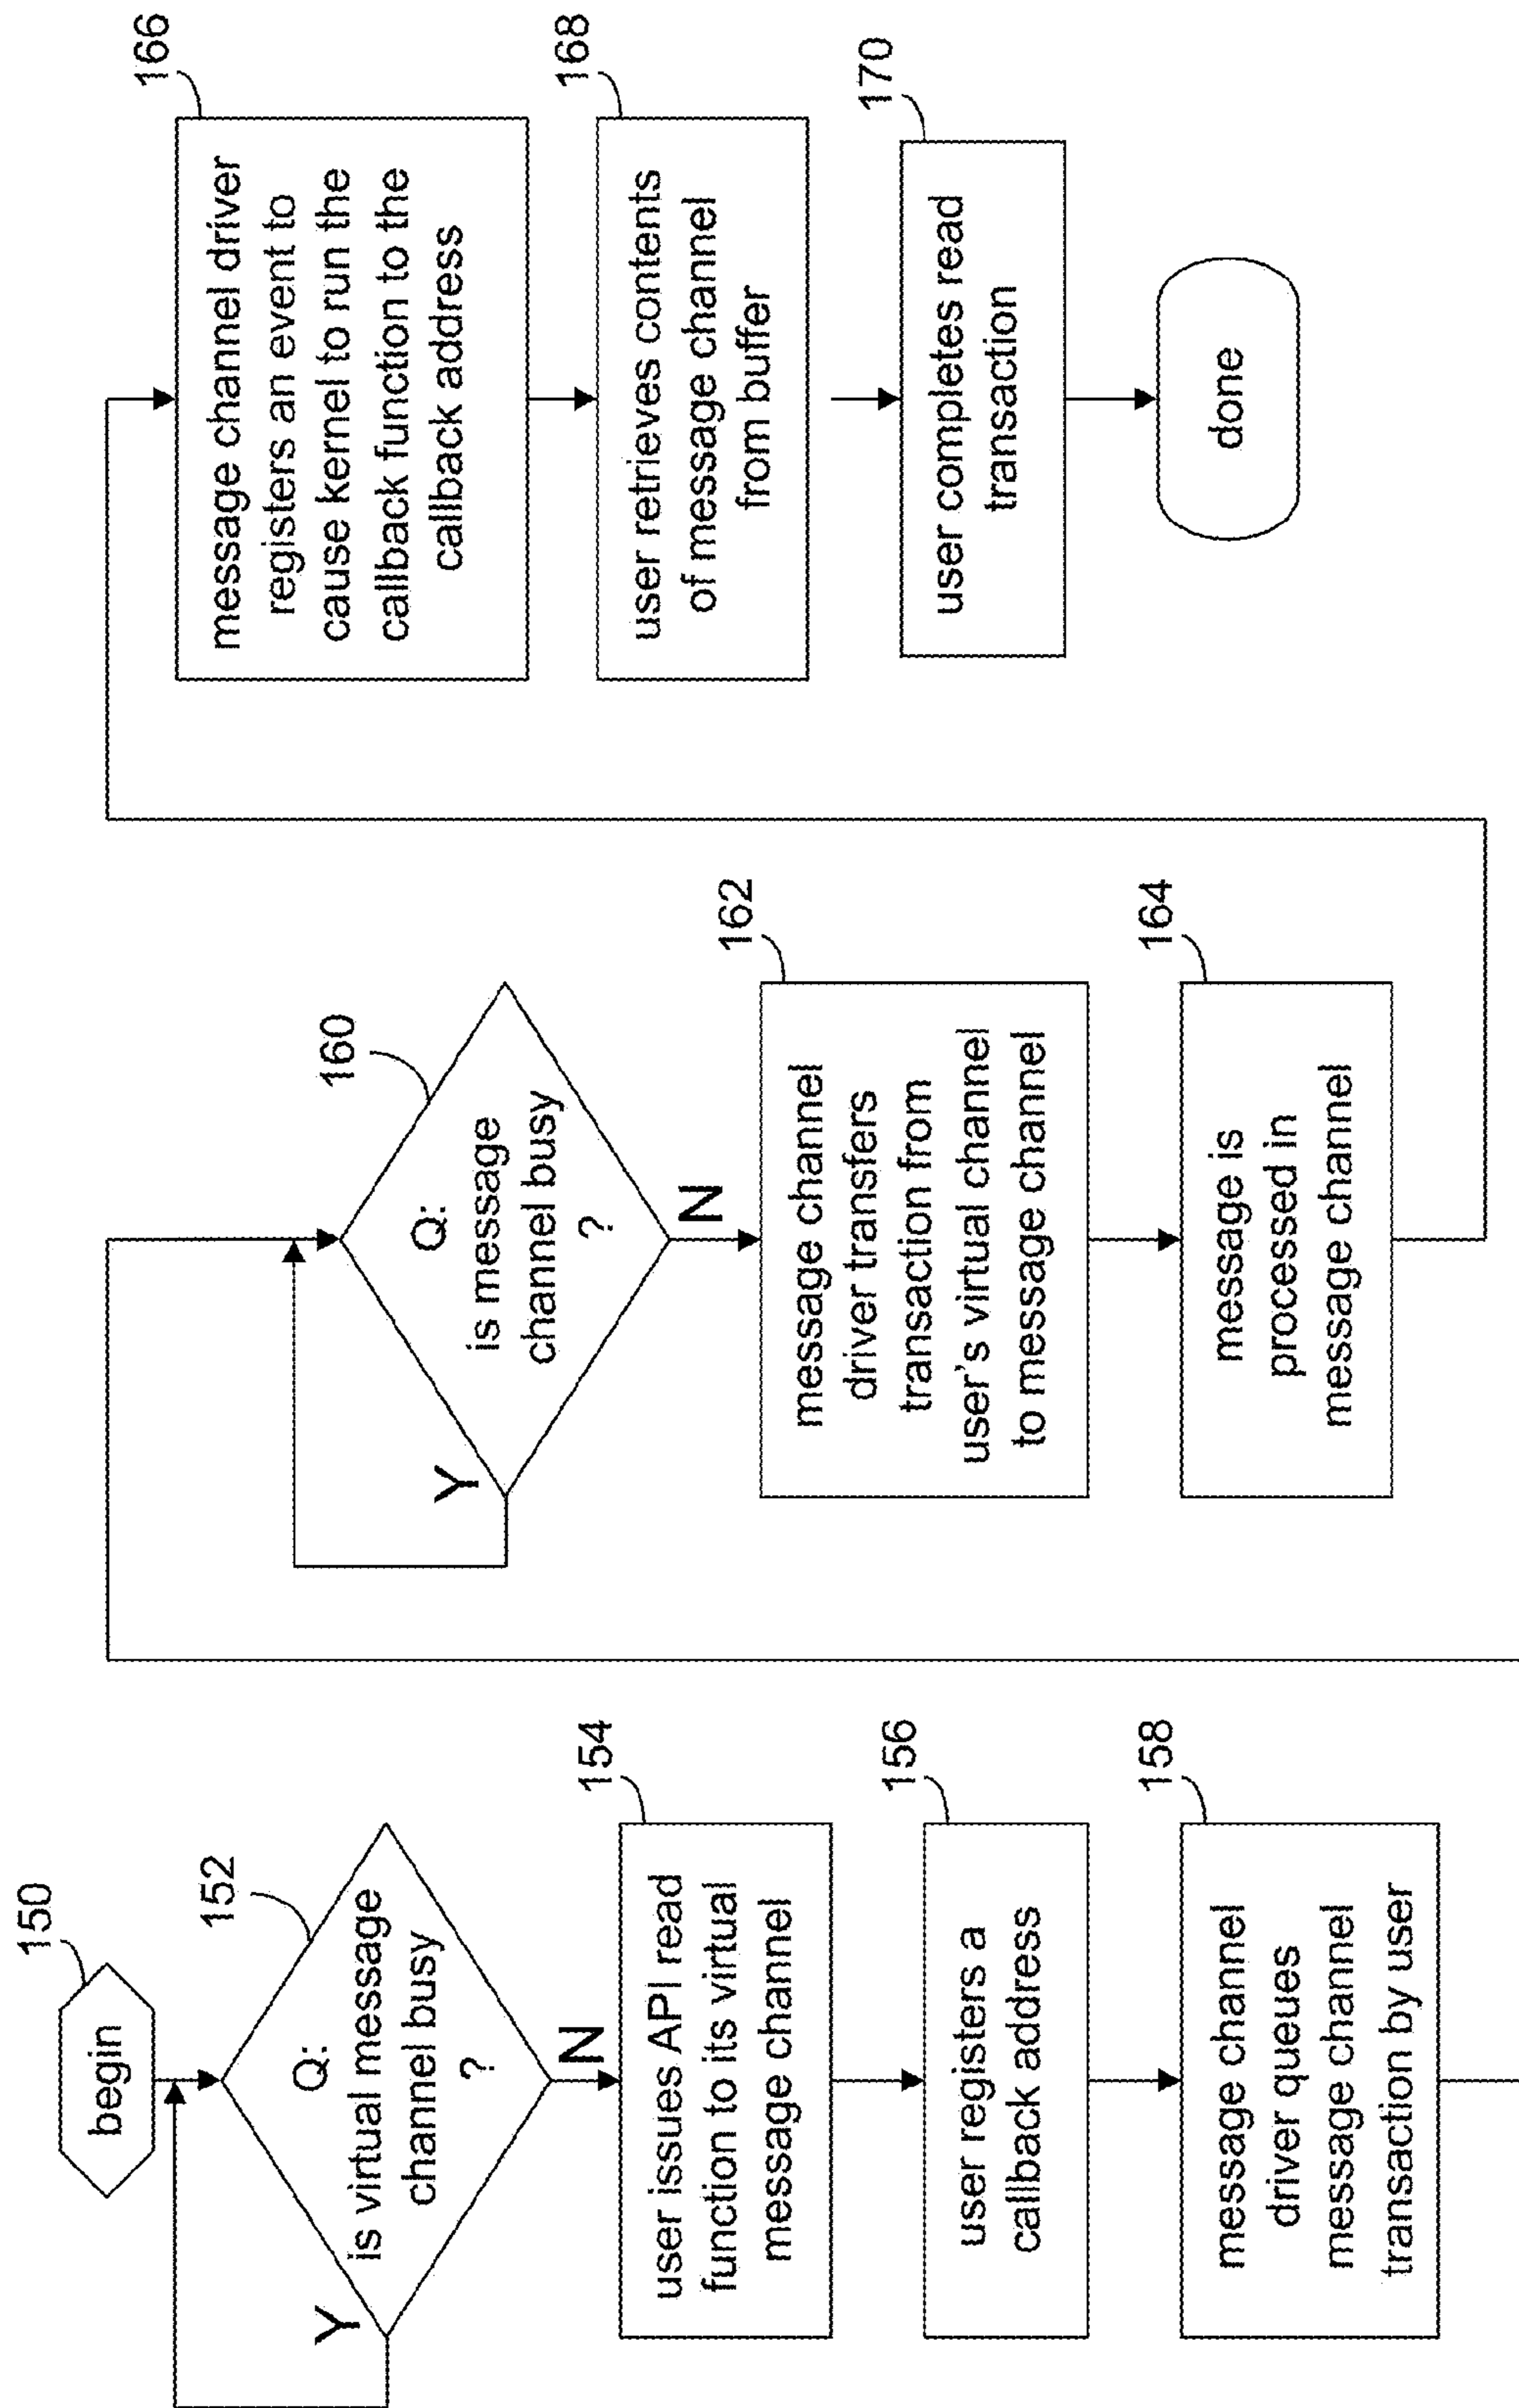 150
begin
152
Q:
is virtual message
channel busy
?
Y
N
154
user issues API read
function to its virtual
message channel
156
user registers a
callback address
158
message channel
driver queues
message channel
transaction by user
160
Q:
is message
channel busy
?
Y
N
162
message channel
driver transfers
transaction from
user's virtual channel
to message channel
164
message is
processed in
message channel
166
message channel driver
registers an event to
cause kernel to run the
callback function to the
callback address
168
user retrieves contents
of message channel
from buffer
170
user completes read
transaction
done